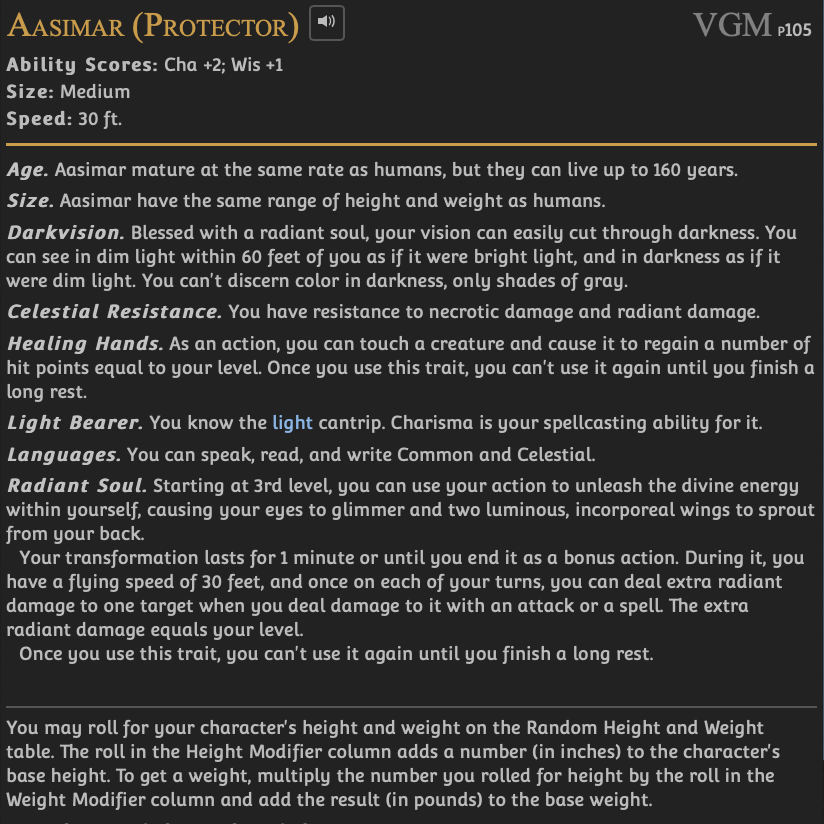 Aasimar (Protector)
VGM p105
Ability Scores: Cha +2; Wis +1
Size: Medium
Speed: 30 ft.
Age. Aasimar mature at the same rate as humans, but they can live up to 160 years.
Size. Aasimar have the same range of height and weight as humans.
Darkvision. Blessed with a radiant soul, your vision can easily cut through darkness. You
can see in dim light within 60 feet of you as if it were bright light, and in darkness as if it
were dim light. You can't discern color in darkness, only shades of gray.
Celestial Resistance. You have resistance to necrotic damage and radiant damage.
Healing Hands. As an action, you can touch a creature and cause it to regain a number of
hit points equal to your level. Once you use this trait, you can't use it again until you finish a
long rest.
Light Bearer. You know the light cantrip. Charisma is your spellcasting ability for it.
Languages. You can speak, read, and write Common and Celestial.
Radiant Soul. Starting at 3rd level, you can use your action to unleash the divine energy
within yourself, causing your eyes to glimmer and two luminous, incorporeal wings to sprout
from your back.
Your transformation lasts for 1 minute or until you end it as a bonus action. During it, you
have a flying speed of 30 feet, and once on each of your turns, you can deal extra radiant
damage to one target when you deal damage to it with an attack or a spell. The extra
radiant damage equals your level.
Once you use this trait, you can't use it again until you finish a long rest.
You may roll for your character's height and weight on the Random Height and Weight
table. The roll in the Height Modifier column adds a number (in inches) to the character's
base height. To get a weight, multiply the number you rolled for height by the roll in the
Weight Modifier column and add the result (in pounds) to the base weight.